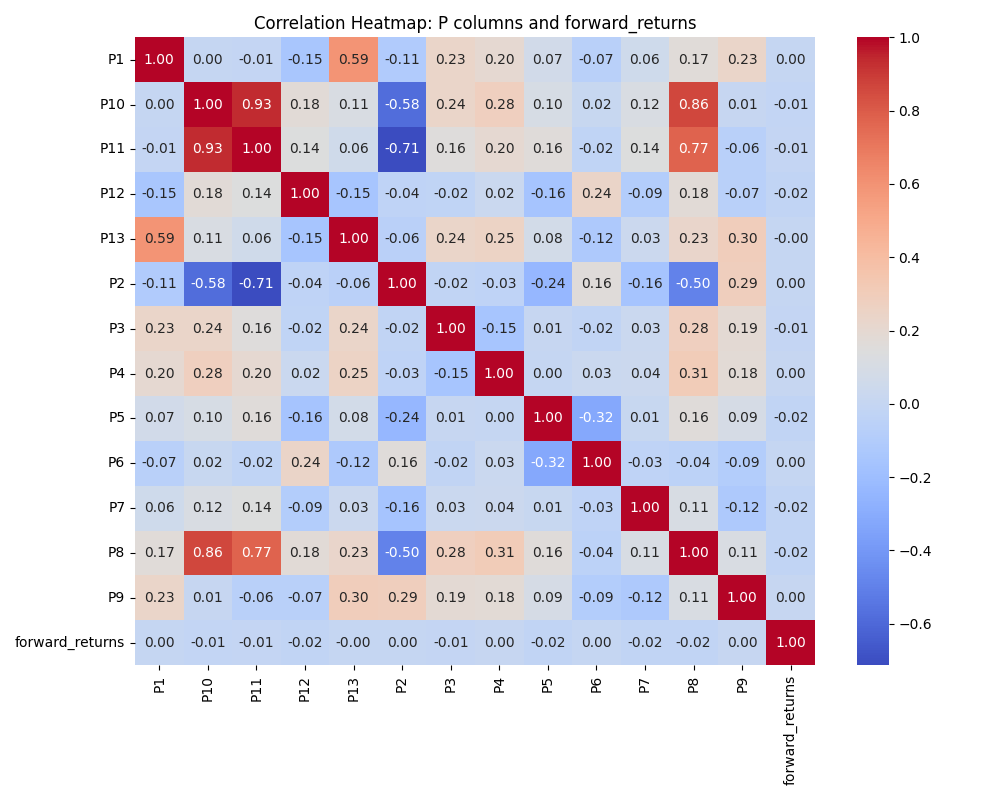 Correlation Heatmap: P columns and forward_returns
P1 1.00 0.00 -0.01 -0.15 0.59 -0.11 0.23 0.20 0.07 -0.07 0.06 0.17 0.23 0.00
P10 0.00 1.00 0.93 0.18 0.11 -0.58 0.24 0.28 0.10 0.02 0.12 0.86 0.01 -0.01
P11 -0.01 0.93 1.00 0.14 0.06 -0.71 0.16 0.20 0.16 -0.02 0.14 0.77 -0.06 -0.01
P12 -0.15 0.18 0.14 1.00 -0.15 -0.04 -0.02 0.02 -0.16 0.24 -0.09 0.18 -0.07 -0.02
P13 0.59 0.11 0.06 -0.15 1.00 -0.06 0.24 0.25 0.08 -0.12 0.03 0.23 0.30 -0.00
P2 -0.11 -0.58 -0.71 -0.04 -0.06 1.00 -0.02 -0.03 -0.24 0.16 -0.16 -0.50 0.29 0.00
P3 0.23 0.24 0.16 -0.02 0.24 -0.02 1.00 -0.15 0.01 -0.02 0.03 0.28 0.19 -0.01
P4 0.20 0.28 0.20 0.02 0.25 -0.03 -0.15 1.00 0.00 0.03 0.04 0.31 0.18 0.00
P5 0.07 0.10 0.16 -0.16 0.08 -0.24 0.01 0.00 1.00 -0.32 0.01 0.16 0.09 -0.02
P6 -0.07 0.02 -0.02 0.24 -0.12 0.16 -0.02 0.03 -0.32 1.00 -0.03 -0.04 -0.09 0.00
P7 0.06 0.12 0.14 -0.09 0.03 -0.16 0.03 0.04 0.01 -0.03 1.00 0.11 -0.12 -0.02
P8 0.17 0.86 0.77 0.18 0.23 -0.50 0.28 0.31 0.16 -0.04 0.11 1.00 0.11 -0.02
P9 0.23 0.01 -0.06 -0.07 0.30 0.29 0.19 0.18 0.09 -0.09 -0.12 0.11 1.00 0.00
forward_returns 0.00 -0.01 -0.01 -0.02 -0.00 0.00 -0.01 0.00 -0.02 0.00 -0.02 -0.02 0.00 1.00
P1 P10 P11 P12 P13 P2 P3 P4 P5 P6 P7 P8 P9 forward_returns
1.0
0.8
0.6
0.4
0.2
0.0
−0.2
−0.4
−0.6